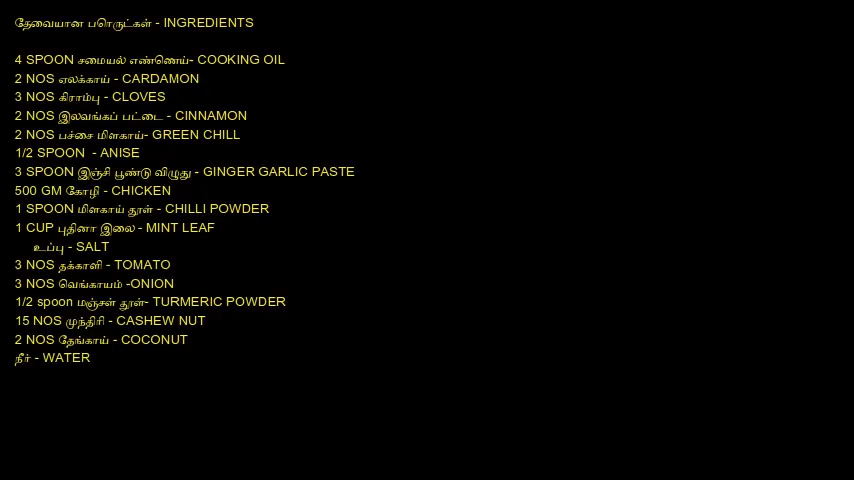 தேவையான பொருட்கள் - INGREDIENTS
4 SPOON சமையல் எண்ணெய்- COOKING OIL
2 NOS ஏலக்காய் - CARDAMON
3 NOS கிராம்பு - CLOVES
2 NOS இலவங்கப் பட்டை - CINNAMON
2 NOS பச்சை மிளகாய்- GREEN CHILL
1/2 SPOON - ANISE
3 SPOON இஞ்சி பூண்டு விழுது - GINGER GARLIC PASTE
500 GM கோழி - CHICKEN
1 SPOON மிளகாய் தூள் - CHILLI POWDER
1 CUP புதினா இலை - MINT LEAF
உப்பு - SALT
3 NOS தக்காளி - TOMATO
3 NOS வெங்காயம் -ONION
1/2 spoon மஞ்சள் தூள்- TURMERIC POWDER
15 NOS முந்திரி - CASHEW NUT
2 NOS தேங்காய் - COCONUT
நீர் - WATER